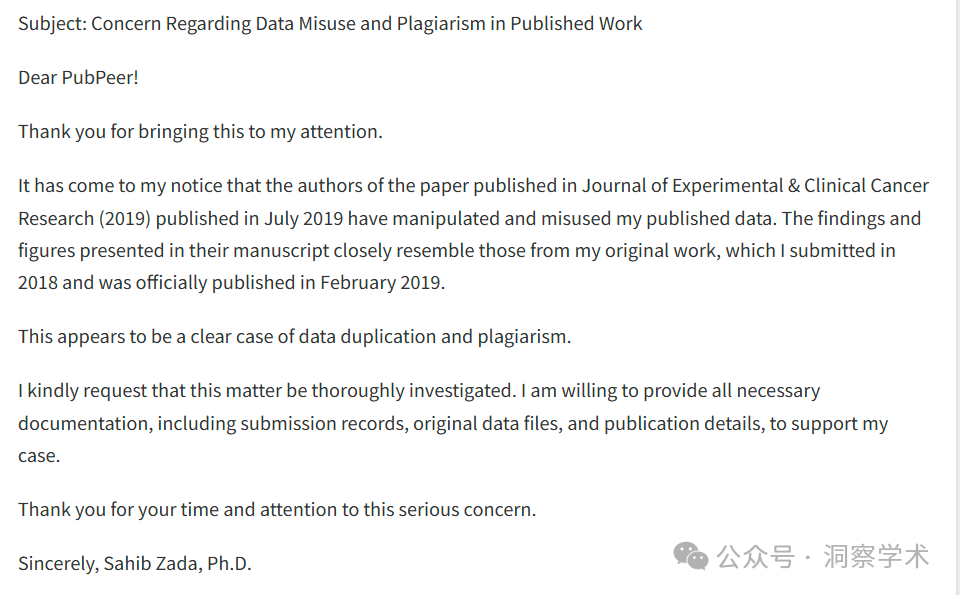 Subject: Concern Regarding Data Misuse and Plagiarism in Published Work
Dear PubPeer!
Thank you for bringing this to my attention.
It has come to my notice that the authors of the paper published in Journal of Experimental & Clinical Cancer
Research (2019) published in July 2019 have manipulated and misused my published data. The findings and
figures presented in their manuscript closely resemble those from my original work, which I submitted in
2018 and was officially published in February 2019.
This appears to be a clear case of data duplication and plagiarism.
I kindly request that this matter be thoroughly investigated. I am willing to provide all necessary
documentation, including submission records, original data files, and publication details, to support my
case.
Thank you for your time and attention to this serious concern.
Sincerely, Sahib Zada, Ph.D.
公众号 · 洞察学术